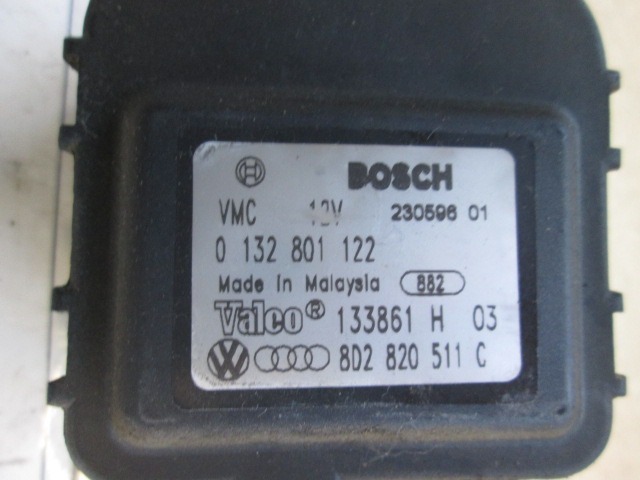 BOSCH
VMC 12V 230596 01
0 132 801 122
Made in Malaysia 882
Valeo® 133861 H 03
VW 8D2 820 511 C